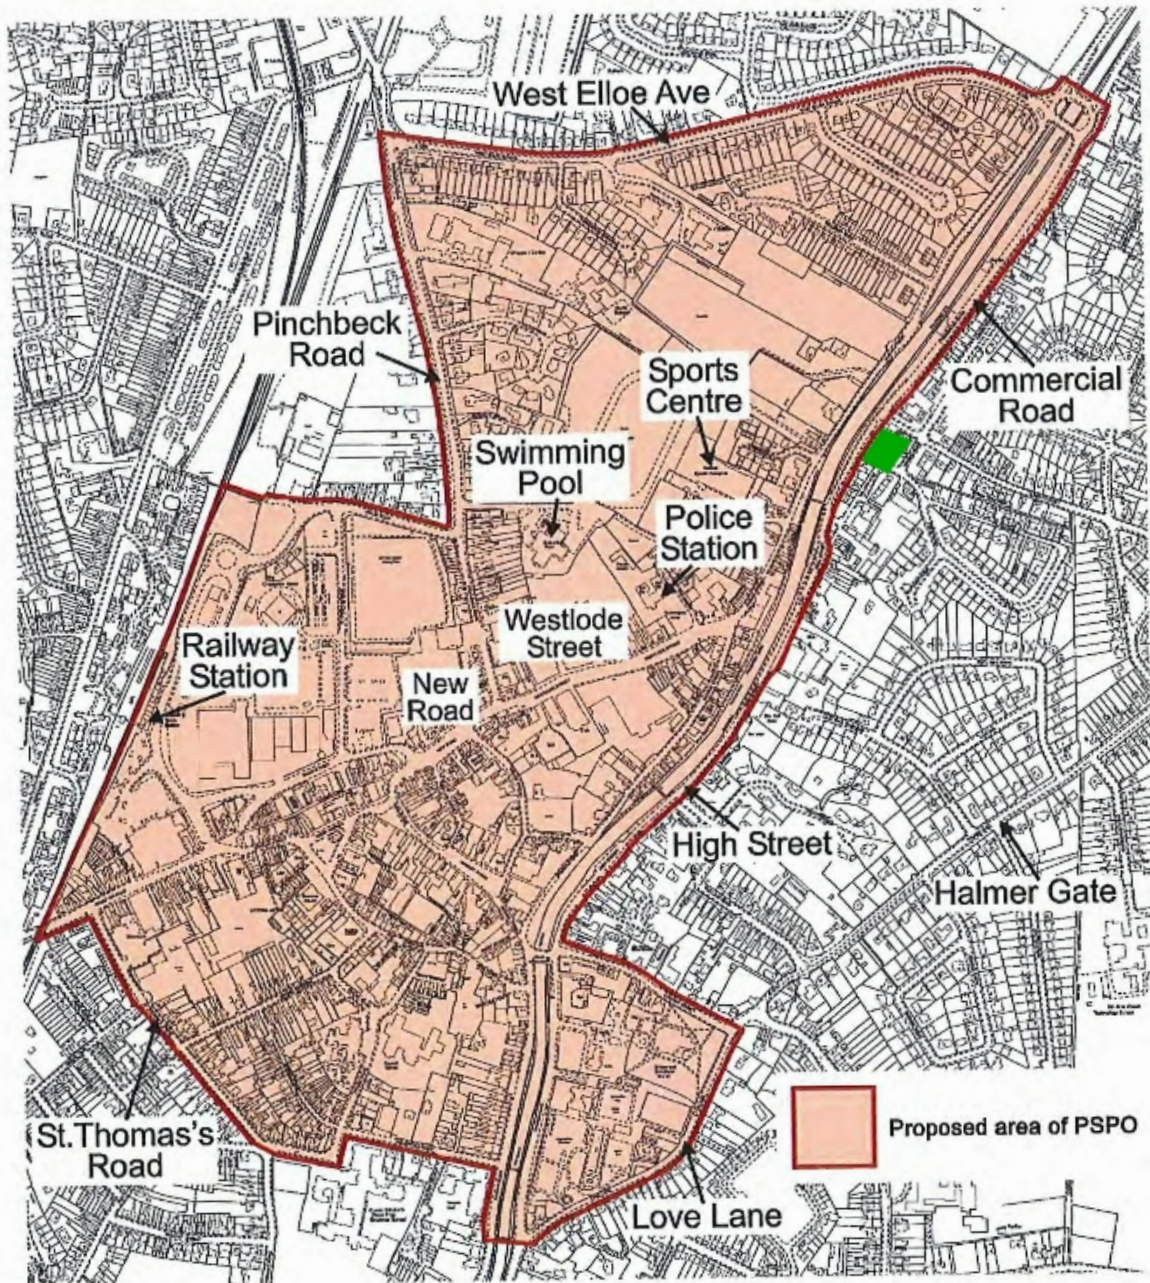 West Elloe Ave
Pinchbeck
Road
Sports
Centre
Commercial
Road
Swimming
Pool
Police
Station
Westlode
Street
Railway
Station
New
Road
High Street
Halmer Gate
St.Thomas's
Road
Proposed area of PSPO
Love Lane